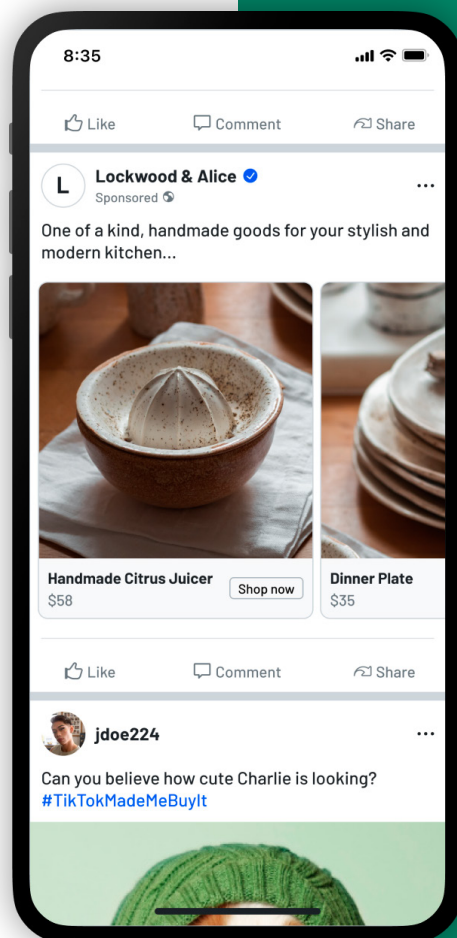 8:35
Like Comment Share
L
Lockwood & Alice
Sponsored
One of a kind, handmade goods for your stylish and
modern kitchen...
Handmade Citrus Juicer
$58
Shop now
Dinner Plate
$35
Like Comment Share
jdoe224
Can you believe how cute Charlie is looking?
#TikTokMadeMeBuyIt